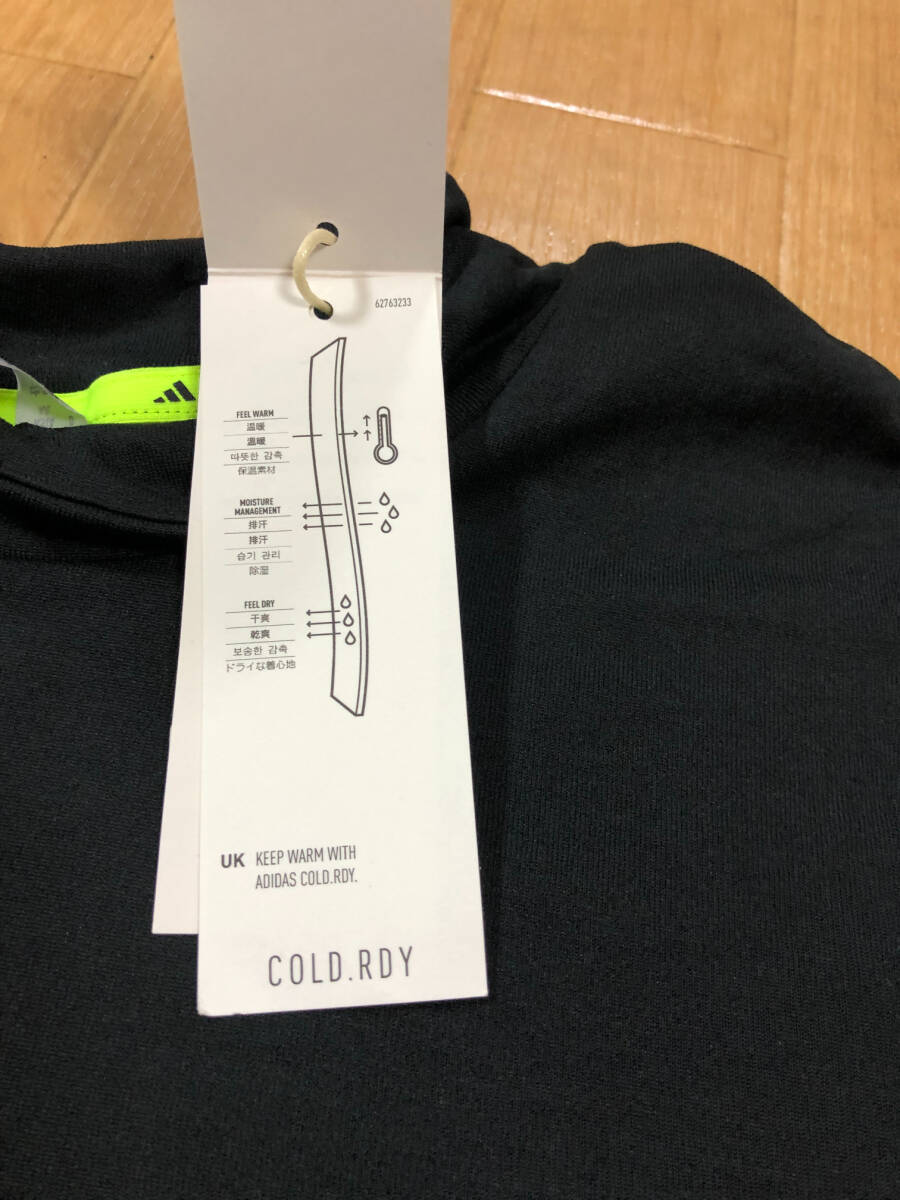 62763233
FEEL WARM
温暖
溫暖
따뜻한 감촉
保温素材
MOISTURE
MANAGEMENT
排汗
排汗
습기 관리
除湿
FEEL DRY
干爽
乾爽
보송한 감촉
ドライな着心地
UK KEEP WARM WITH
ADIDAS COLD.RDY.
COLD.RDY